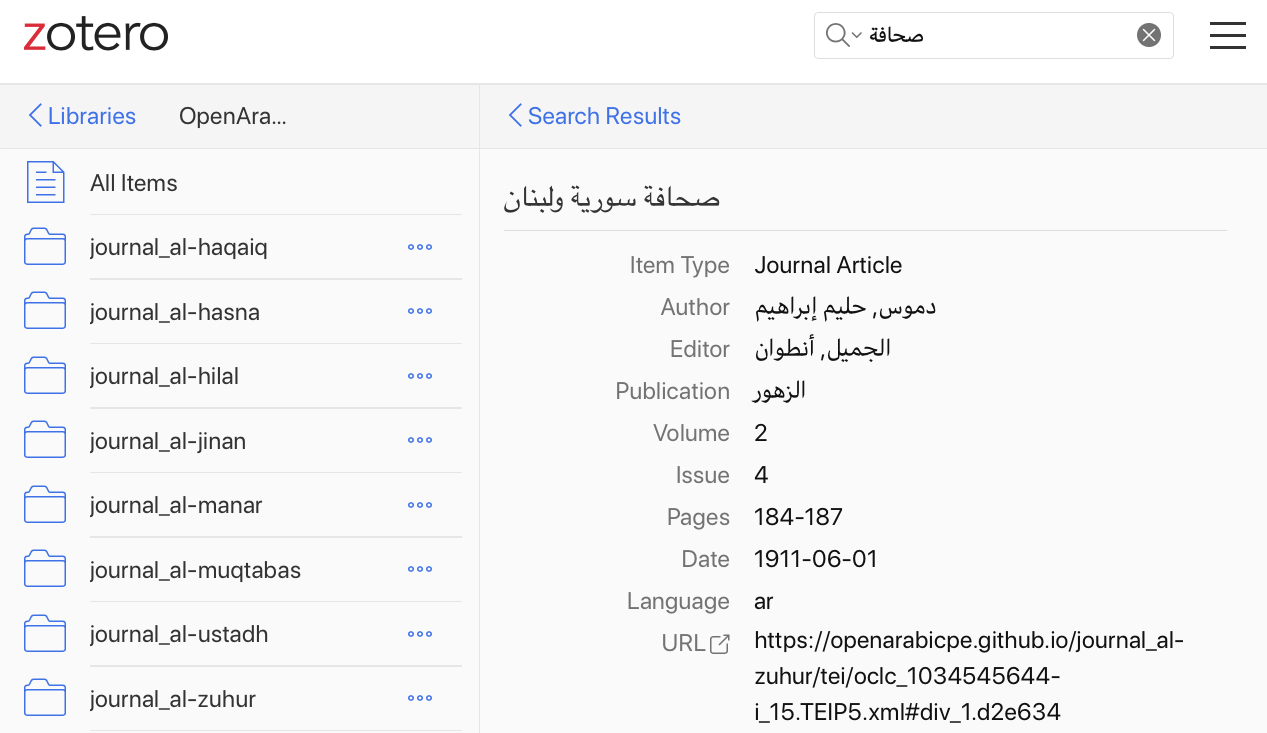 zotero
صحافة
Libraries
OpenAra...
Search Results
All Items
journal_al-haqaiq
journal_al-hasna
journal_al-hilal
journal_al-jinan
journal_al-manar
journal_al-muqtabas
journal_al-ustadh
journal_al-zuhur
صحافة سورية ولبنان
Item Type Journal Article
Author دموس, حليم إبراهيم
Editor الجميل, أنطوان
Publication الزهور
Volume 2
Issue 4
Pages 184-187
Date 1911-06-01
Language ar
URL https://openarabicpe.github.io/journal_al-
zuhur/tei/oclc_1034545644-
i_15.TEIP5.xml#div_1.d2e634